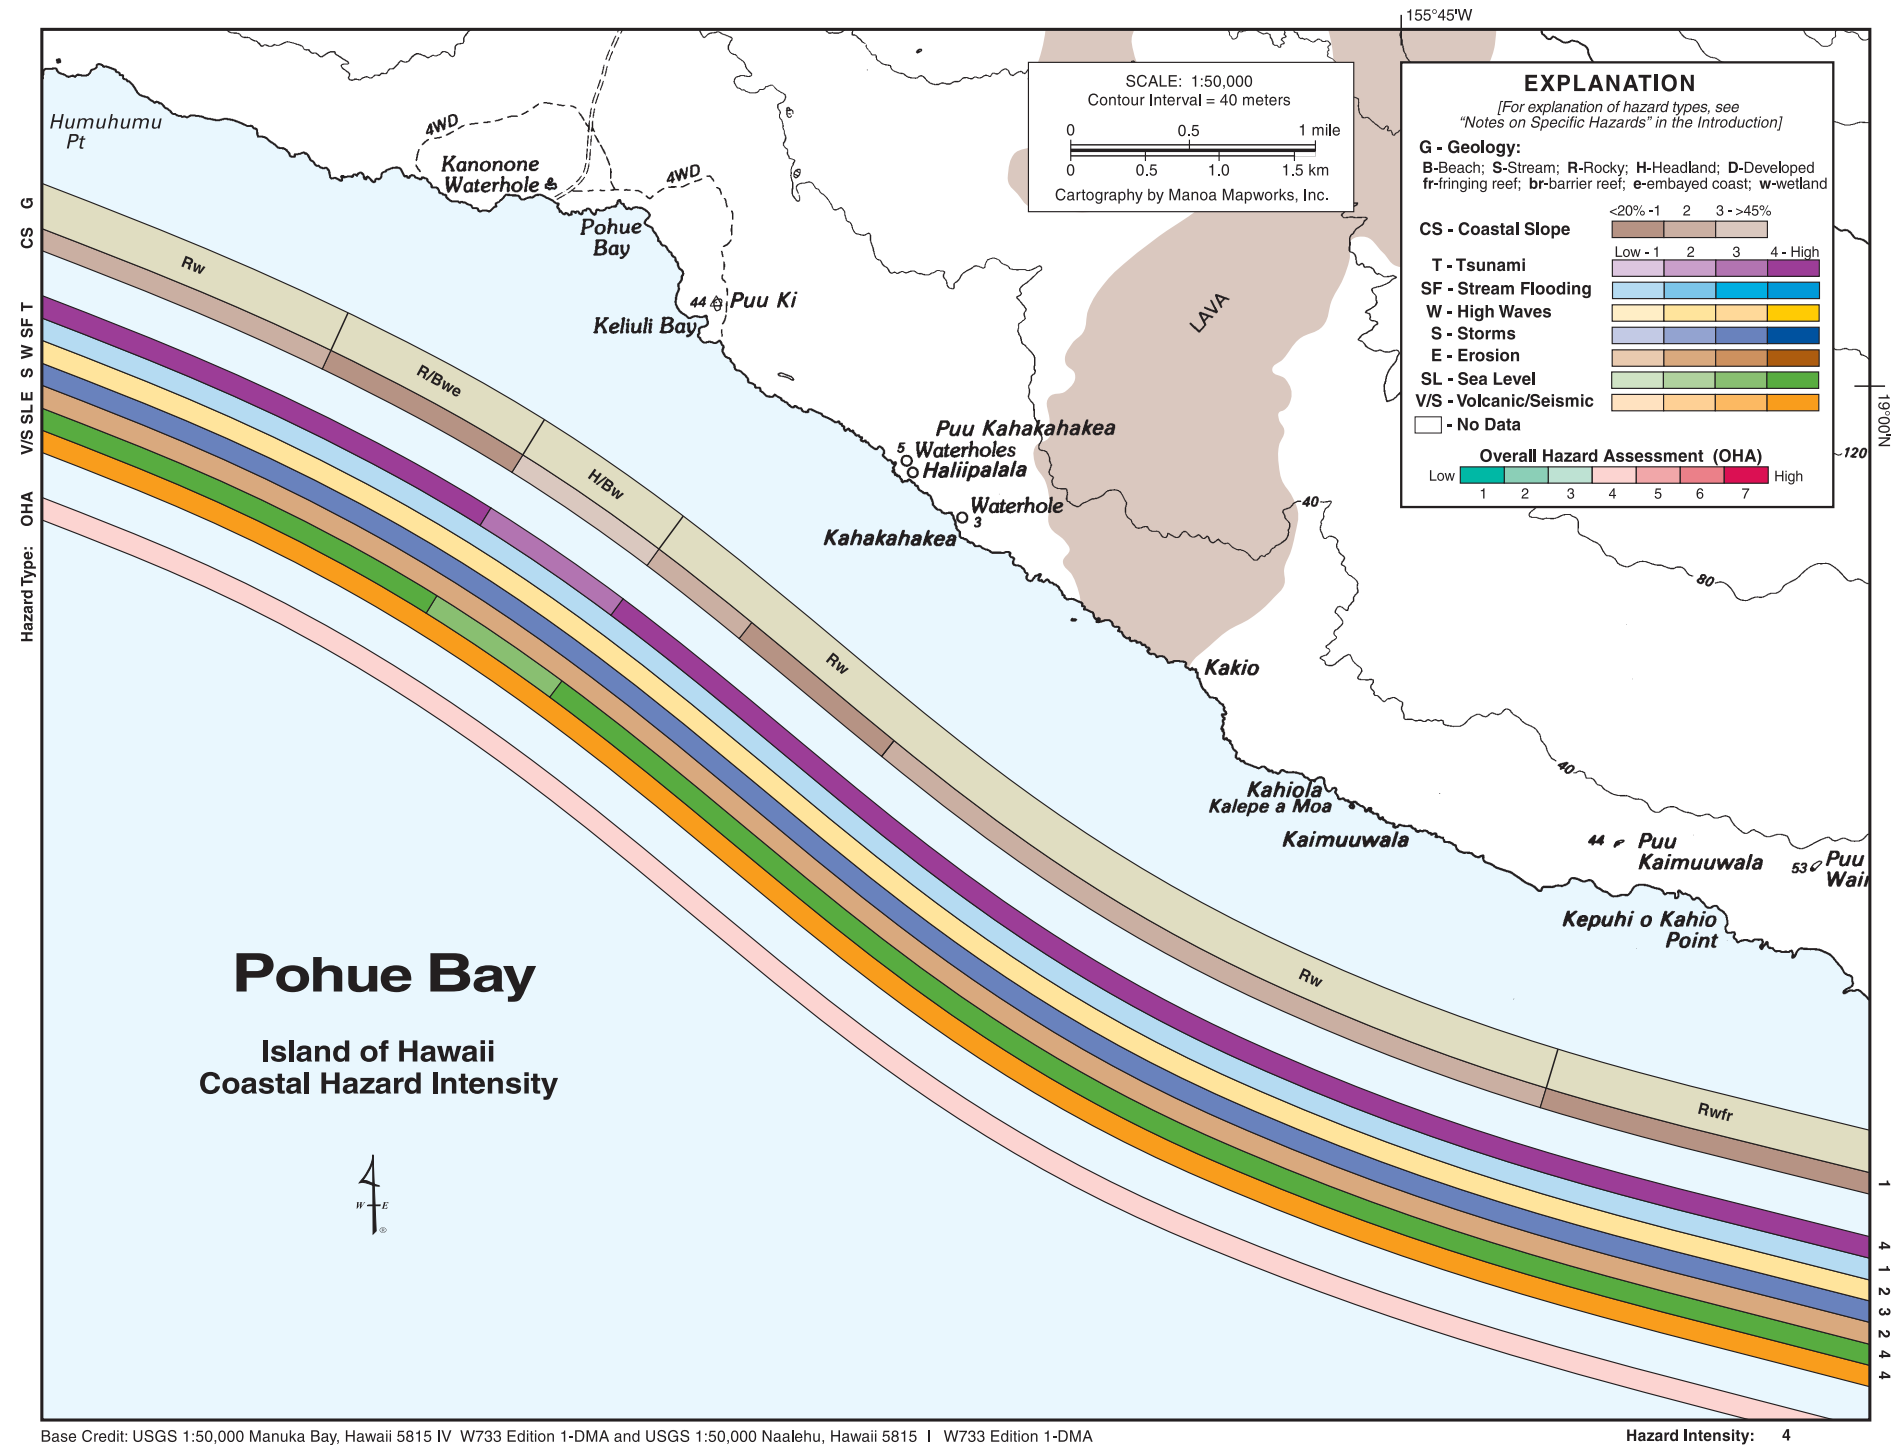 155°45'W
SCALE: 1:50,000
Contour Interval = 40 meters
0 0.5 1 mile
0 0.5 1.0 1.5 km
Cartography by Manoa Mapworks, Inc.
EXPLANATION
[For explanation of hazard types, see
“Notes on Specific Hazards” in the Introduction]
G - Geology:
B-Beach; S-Stream; R-Rocky; H-Headland; D-Developed
fr-fringing reef; br-barrier reef; e-embayed coast; w-wetland
<20% -1 2 3 - >45%
CS - Coastal Slope
Low - 1 2 3 4 - High
T - Tsunami
SF - Stream Flooding
W - High Waves
S - Storms
E - Erosion
SL - Sea Level
V/S - Volcanic/Seismic
- No Data
Overall Hazard Assessment (OHA)
Low High
1 2 3 4 5 6 7
19°00'N
120
Humuhumu
Pt
4WD
Kanonone
Waterhole
4WD
Pohue
Bay
44 Puu Ki
Keliuli Bay
LAVA
Puu Kahakahakea
5 Waterholes
Haliipalala
Waterhole
3
Kahakahakea
40
80
Kakio
40
Kahiola
Kalepe a Moa
Kaimuuwala
44 Puu
Kaimuuwala
53 Puu
Wai
Kepuhi o Kahio
Point
G
CS
T
SF
W
S
E
SL
V/S
OHA
Hazard Type:
Rw
R/Bwe
H/Bw
Rw
Rw
Rwfr
Pohue Bay
Island of Hawaii
Coastal Hazard Intensity
W E
®
1
4
1
2
3
2
4
4
Base Credit: USGS 1:50,000 Manuka Bay, Hawaii 5815 IV W733 Edition 1-DMA and USGS 1:50,000 Naalehu, Hawaii 5815 I W733 Edition 1-DMA
Hazard Intensity: 4